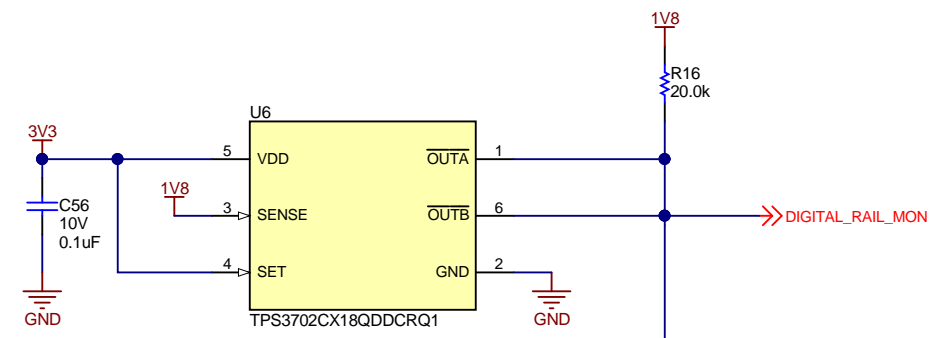 1V8
R16
20.0k
U6
3V3
5
VDD
OUTA
1
C56
10V
0.1uF
1V8
3
SENSE
OUTB
6
DIGITAL_RAIL_MON
4
SET
GND
2
GND
GND
TPS3702CX18QDDCRQ1